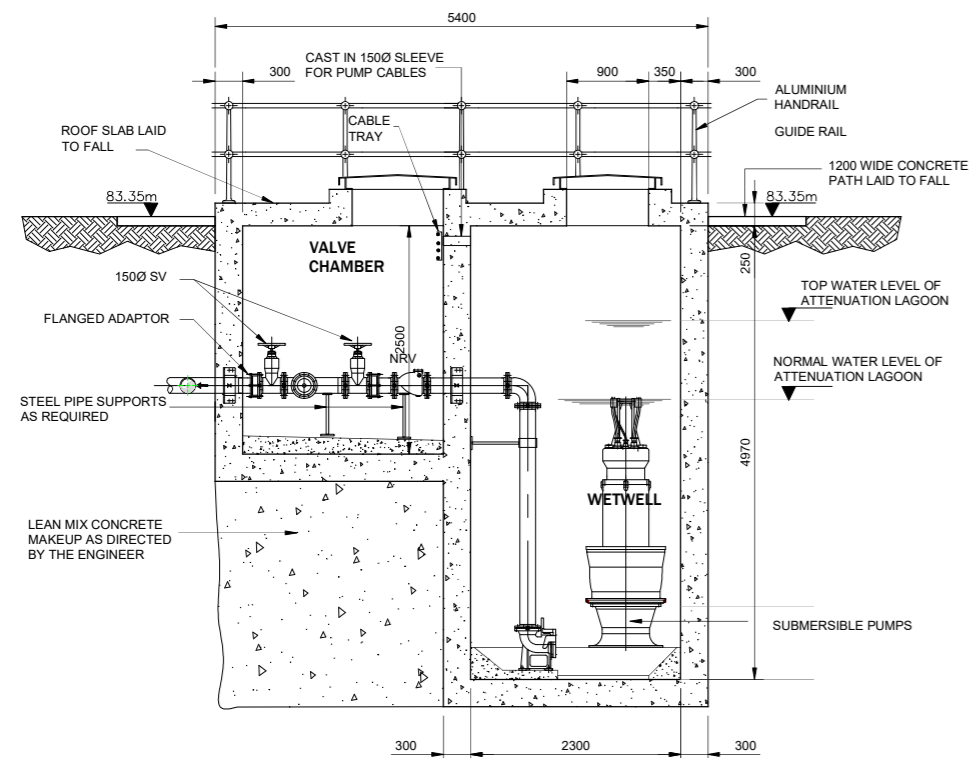 5400
300
CAST IN 150Ø SLEEVE
FOR PUMP CABLES
900
350
300
ALUMINIUM
HANDRAIL
GUIDE RAIL
ROOF SLAB LAID
TO FALL
CABLE
TRAY
1200 WIDE CONCRETE
PATH LAID TO FALL
83.35m
83.35m
VALVE
CHAMBER
250
150Ø SV
TOP WATER LEVEL OF
ATTENUATION LAGOON
FLANGED ADAPTOR
2500
NRV
NORMAL WATER LEVEL OF
ATTENUATION LAGOON
STEEL PIPE SUPPORTS
AS REQUIRED
4970
WETWELL
LEAN MIX CONCRETE
MAKEUP AS DIRECTED
BY THE ENGINEER
SUBMERSIBLE PUMPS
300
2300
300